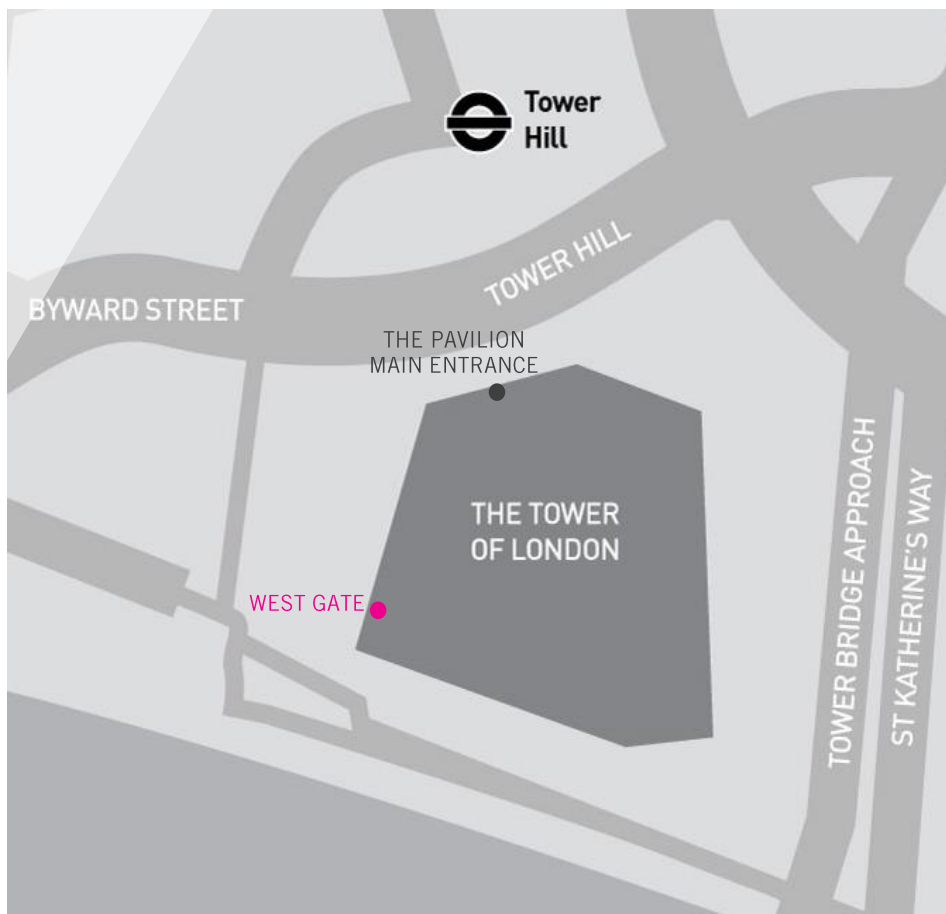 Tower
Hill
TOWER HILL
BYWARD STREET
THE PAVILION
MAIN ENTRANCE
THE TOWER
OF LONDON
WEST GATE
TOWER BRIDGE APPROACH
ST KATHERINE'S WAY